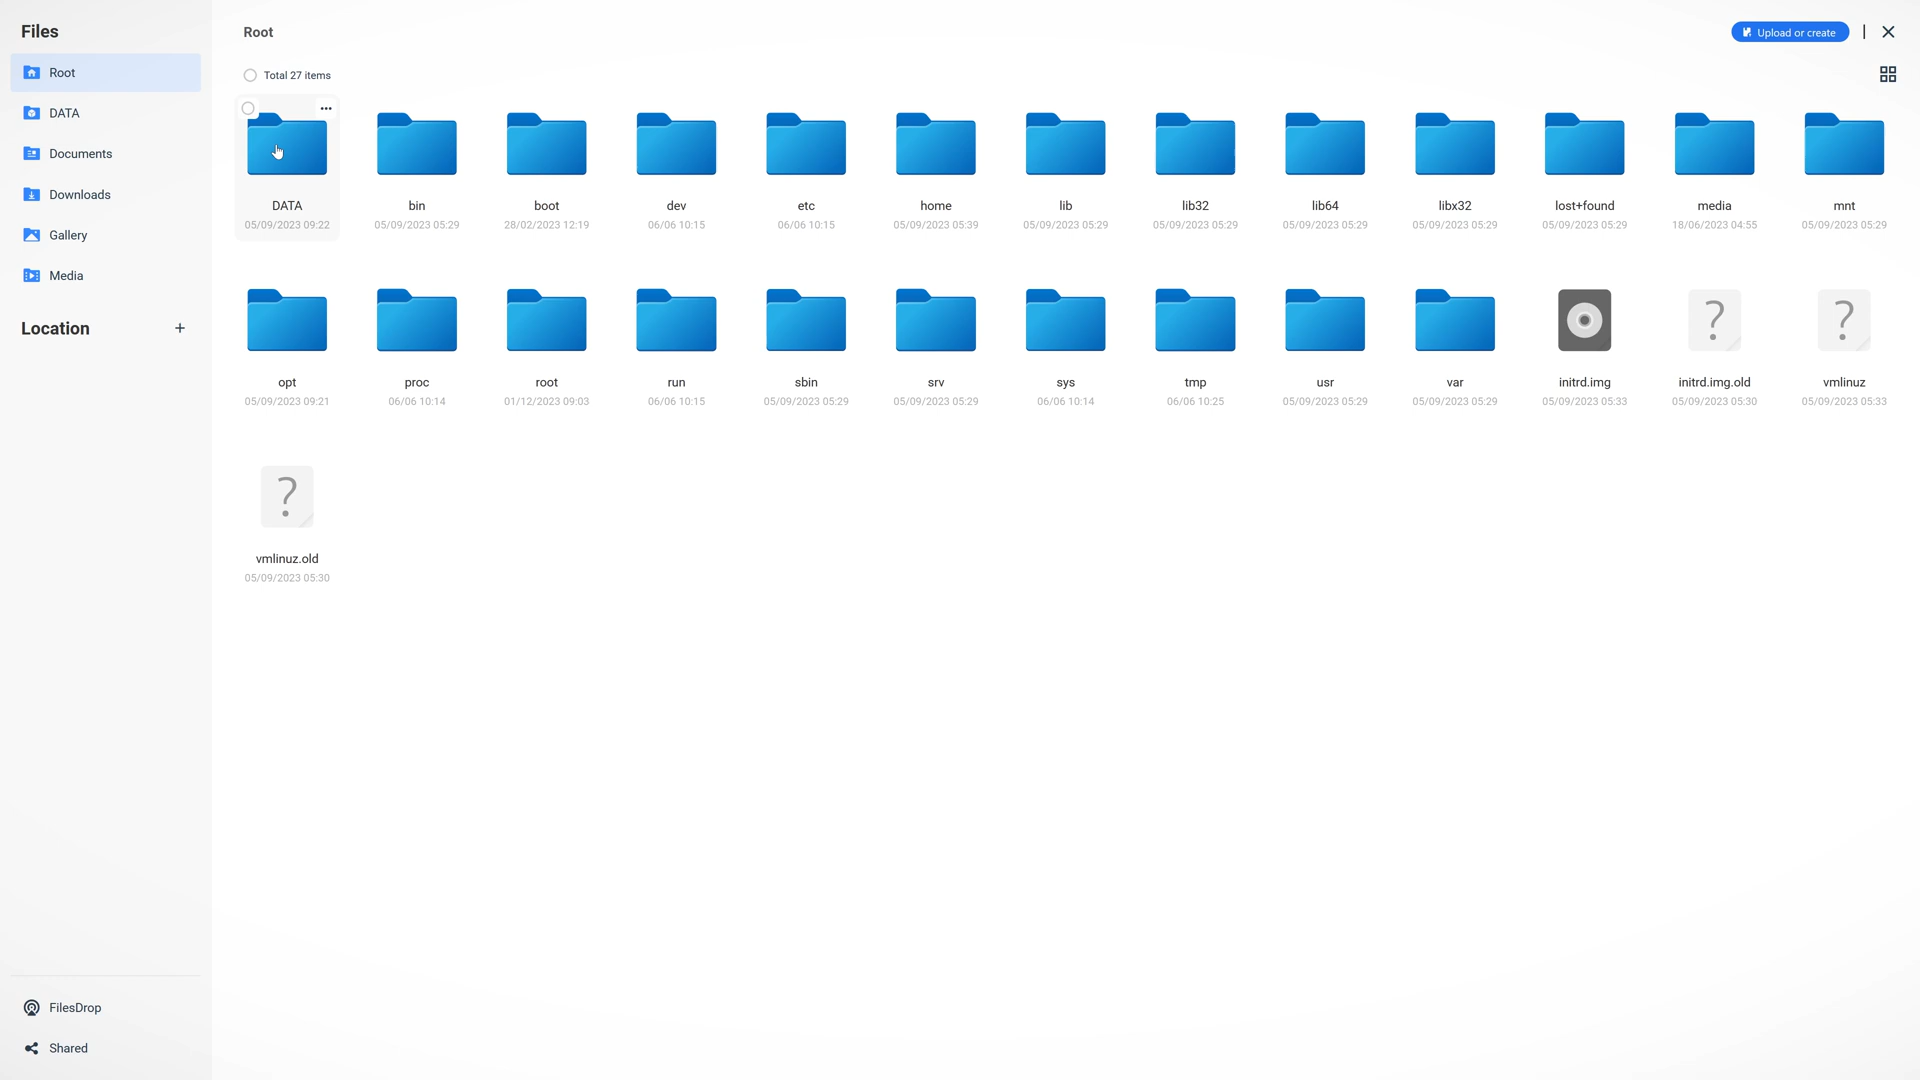 Files
Root
DATA
Documents
Downloads
Gallery
Media
Location +
FilesDrop
Shared
Root
Upload or create
Total 27 items
DATA bin boot dev etc home lib lib32 lib64 libx32 lost+found media mnt
05/09/2023 09:22 05/09/2023 05:29 28/02/2023 12:19 06/06 10:15 06/06 10:15 05/09/2023 05:39 05/09/2023 05:29 05/09/2023 05:29 05/09/2023 05:29 05/09/2023 05:29 05/09/2023 05:29 18/06/2023 04:55 05/09/2023 05:29
opt proc root run sbin srv sys tmp usr var initrd.img initrd.img.old vmlinuz
05/09/2023 09:21 06/06 10:14 01/12/2023 09:03 06/06 10:15 05/09/2023 05:29 05/09/2023 05:29 06/06 10:14 06/06 10:25 05/09/2023 05:29 05/09/2023 05:29 05/09/2023 05:33 05/09/2023 05:30 05/09/2023 05:33
vmlinuz.old
05/09/2023 05:30